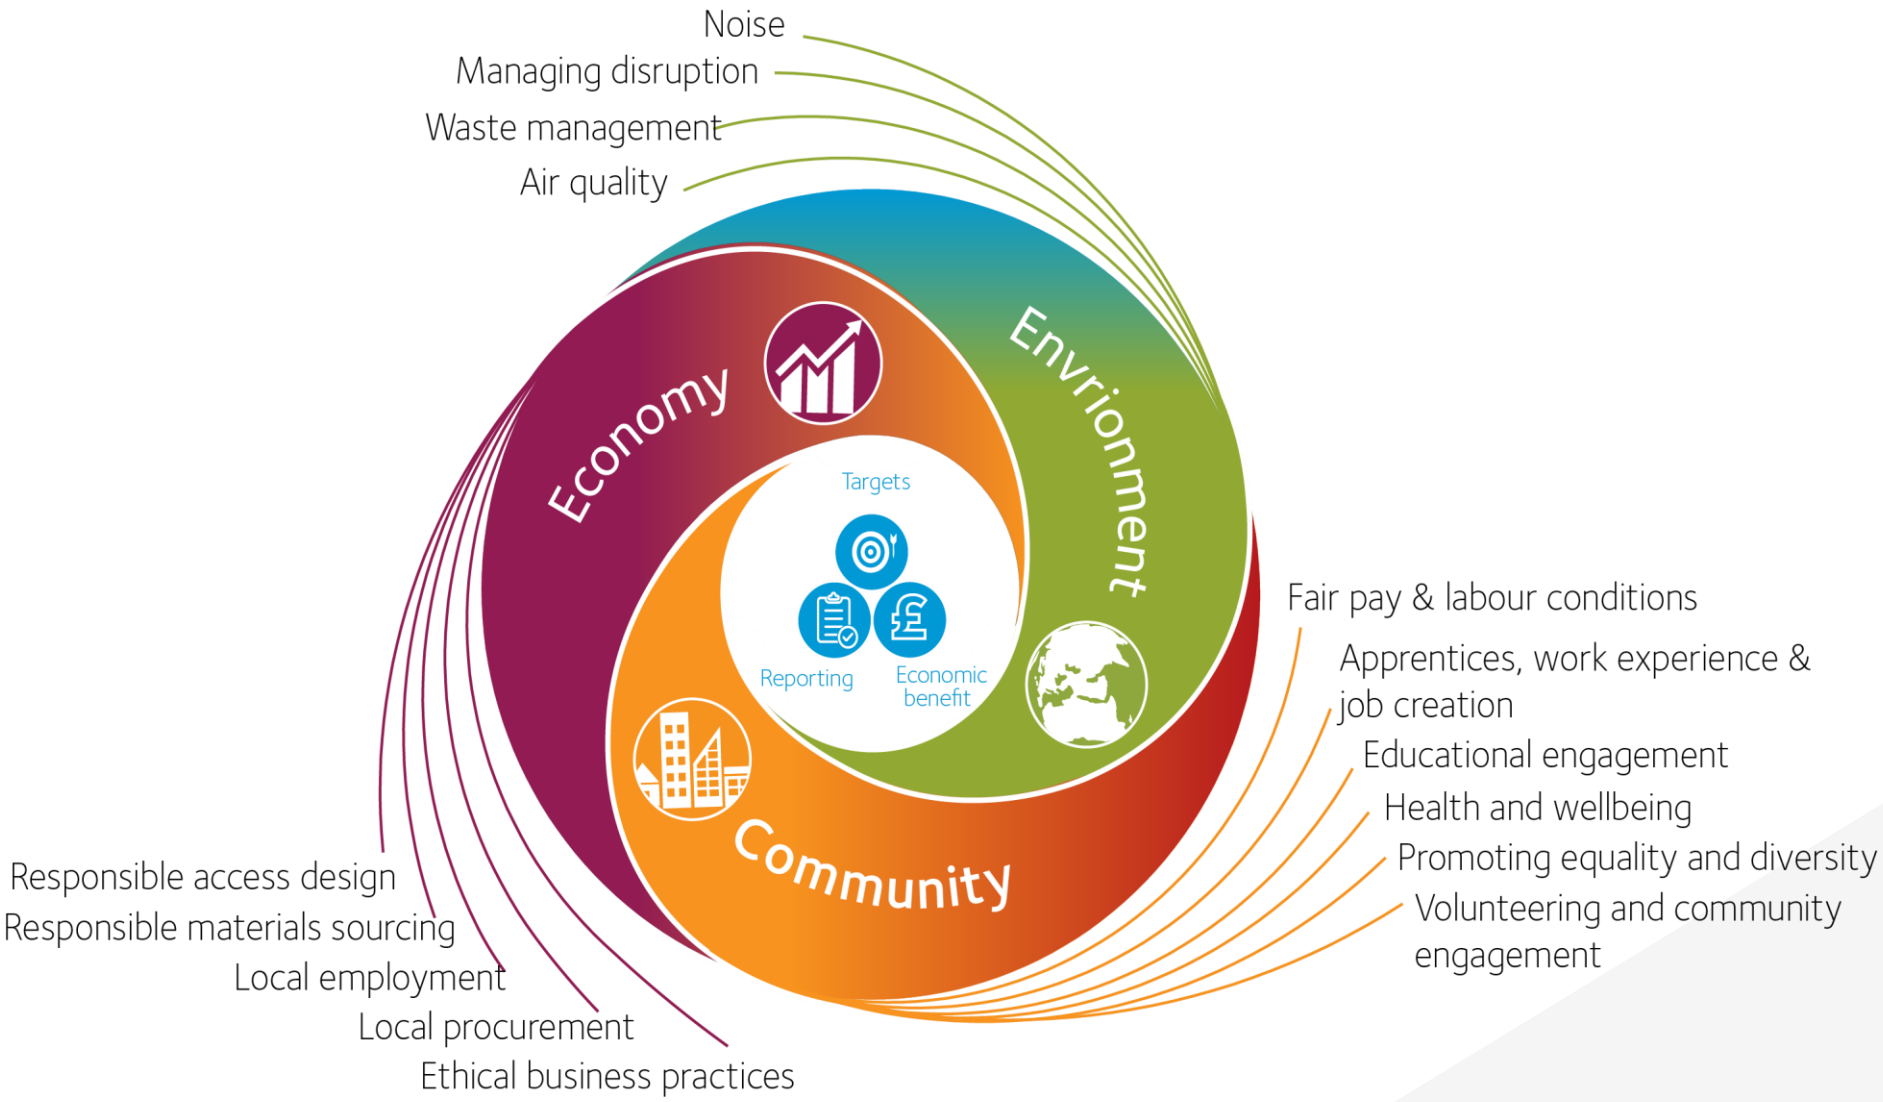 Noise
Managing disruption
Waste management
Air quality
Economy
Envrionment
Community
Targets
Reporting
Economic
benefit
Fair pay & labour conditions
Apprentices, work experience &
job creation
Educational engagement
Health and wellbeing
Promoting equality and diversity
Volunteering and community
engagement
Responsible access design
Responsible materials sourcing
Local employment
Local procurement
Ethical business practices